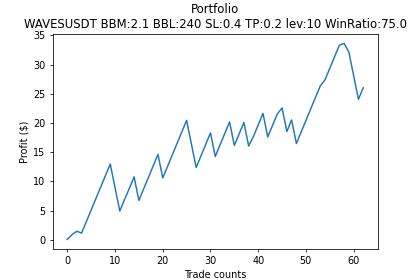 Portfolio
WAVESUSDT BBM:2.1 BBL:240 SL:0.4 TP:0.2 lev:10 WinRatio:75.0
35
30
25
20
15
10
5
0
Profit ($)
0 10 20 30 40 50 60
Trade counts